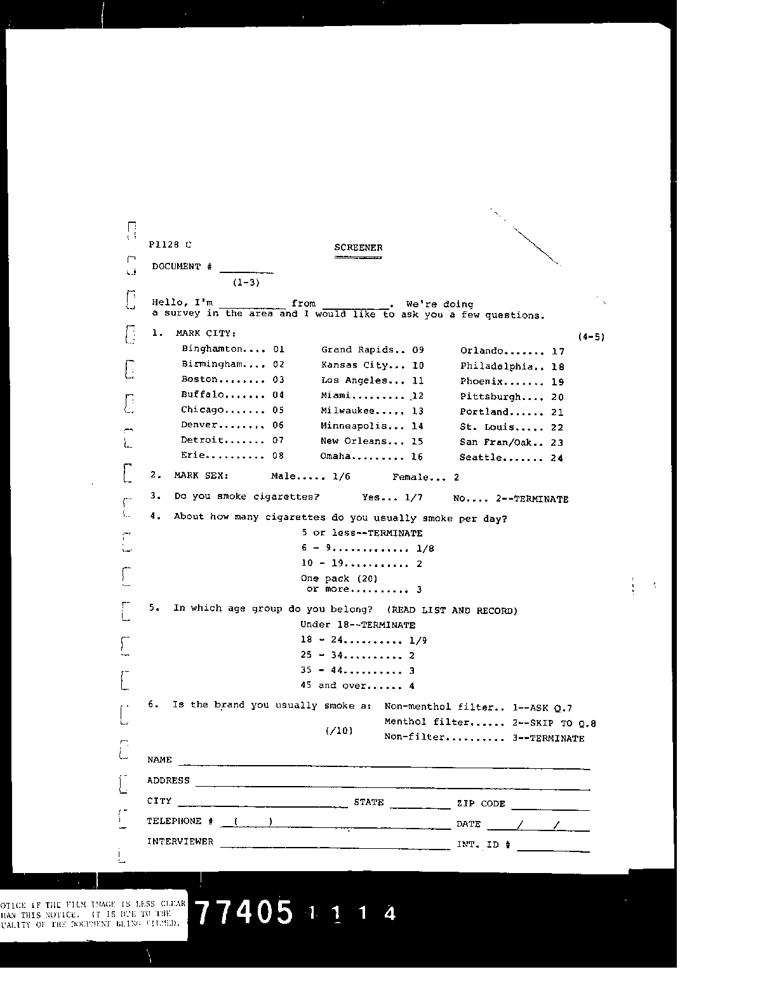 P1128 C
SCREENER
DOCUMENT # ________
(1-3)
Hello, I'm __________ from __________. We're doing
a survey in the area and I would like to ask you a few questions.
1. MARK CITY: (4-5)
Binghamton.... 01 Grand Rapids.. 09 Orlando....... 17
Birmingham.... 02 Kansas City... 10 Philadelphia.. 18
Boston........ 03 Los Angeles... 11 Phoenix....... 19
Buffalo....... 04 Miami......... 12 Pittsburgh.... 20
Chicago....... 05 Milwaukee..... 13 Portland...... 21
Denver........ 06 Minneapolis... 14 St. Louis..... 22
Detroit....... 07 New Orleans... 15 San Fran/Oak.. 23
Erie.......... 08 Omaha......... 16 Seattle....... 24
2. MARK SEX: Male..... 1/6 Female... 2
3. Do you smoke cigarettes? Yes... 1/7 No.... 2--TERMINATE
4. About how many cigarettes do you usually smoke per day?
5 or less--TERMINATE
6 - 9............. 1/8
10 - 19........... 2
One pack (20)
or more.......... 3
5. In which age group do you belong? (READ LIST AND RECORD)
Under 18--TERMINATE
18 - 24.......... 1/9
25 - 34.......... 2
35 - 44.......... 3
45 and over...... 4
6. Is the brand you usually smoke a: Non-menthol filter.. 1--ASK Q.7
Menthol filter...... 2--SKIP TO Q.8
(/10)
Non-filter.......... 3--TERMINATE
NAME
ADDRESS
CITY STATE ZIP CODE
TELEPHONE # ( ) DATE / /
INTERVIEWER INT. ID #
OTICE IF THE FILM IMAGE IS LESS CLEAR
HAN THIS NOTICE. IT IS DUE TO THE
UALITY OF THE DOCUMENT BEING FILMED.
77405 1114